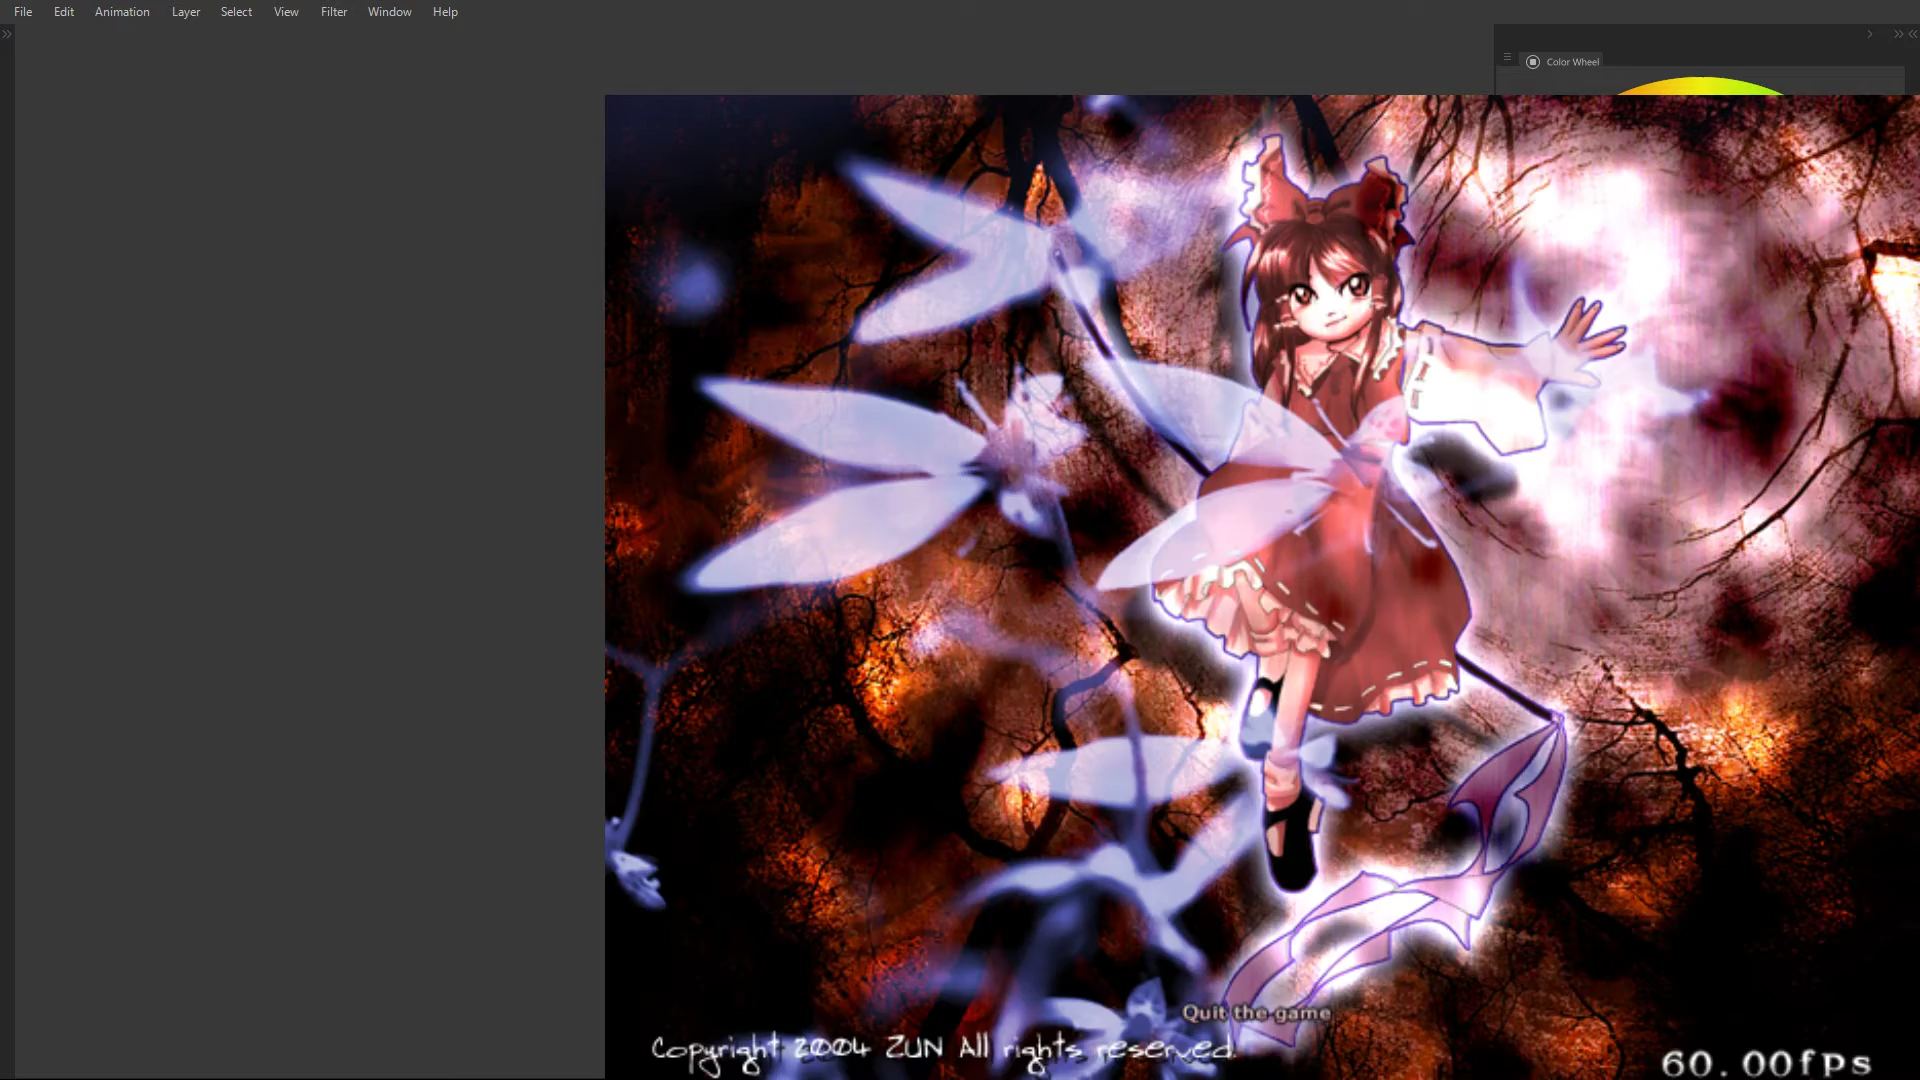 File Edit Animation Layer Select View Filter Window Help
Color Wheel
Quit the game
Copyright 2004 ZUN All rights reserved.
60.00fps